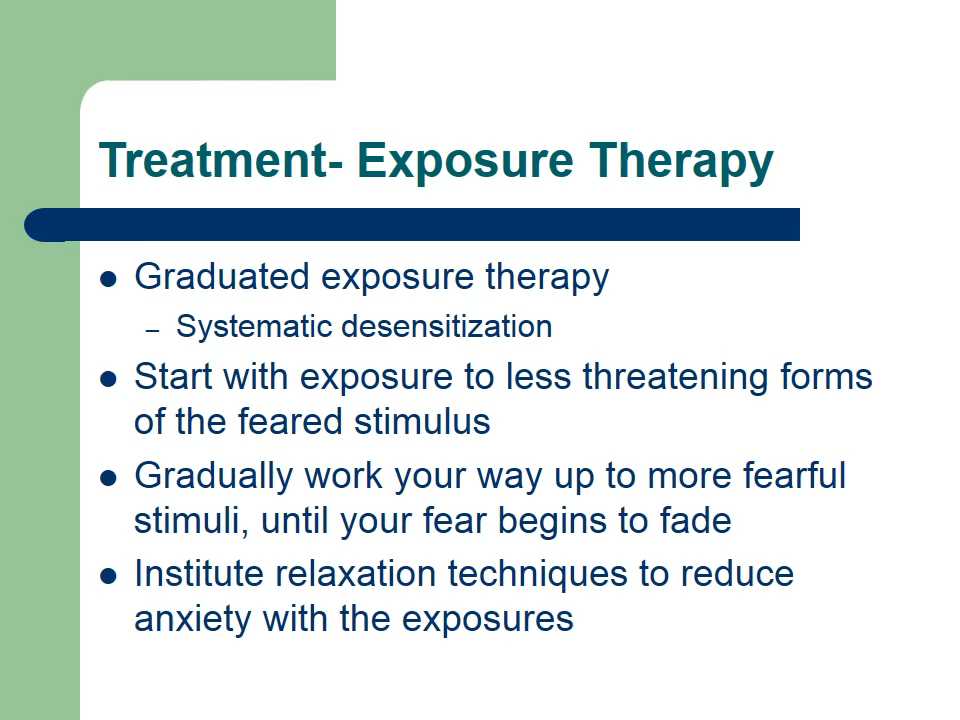 Treatment- Exposure Therapy
● Graduated exposure therapy
– Systematic desensitization
● Start with exposure to less threatening forms
of the feared stimulus
● Gradually work your way up to more fearful
stimuli, until your fear begins to fade
● Institute relaxation techniques to reduce
anxiety with the exposures